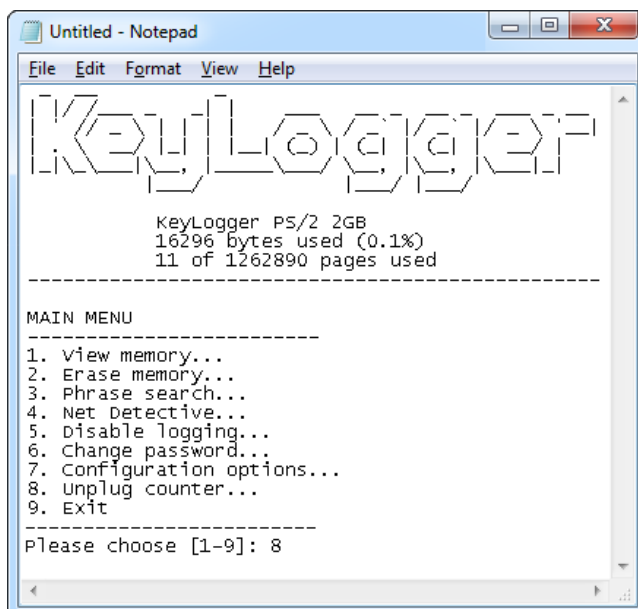 Untitled - Notepad
File Edit Format View Help
KeyLogger
KeyLogger PS/2 2GB
16296 bytes used (0.1%)
11 of 1262890 pages used
--------------------------------------------------
MAIN MENU
-------------------------
1. View memory...
2. Erase memory...
3. Phrase search...
4. Net Detective...
5. Disable logging...
6. Change password...
7. Configuration options...
8. Unplug counter...
9. Exit
-------------------------
Please choose [1-9]: 8